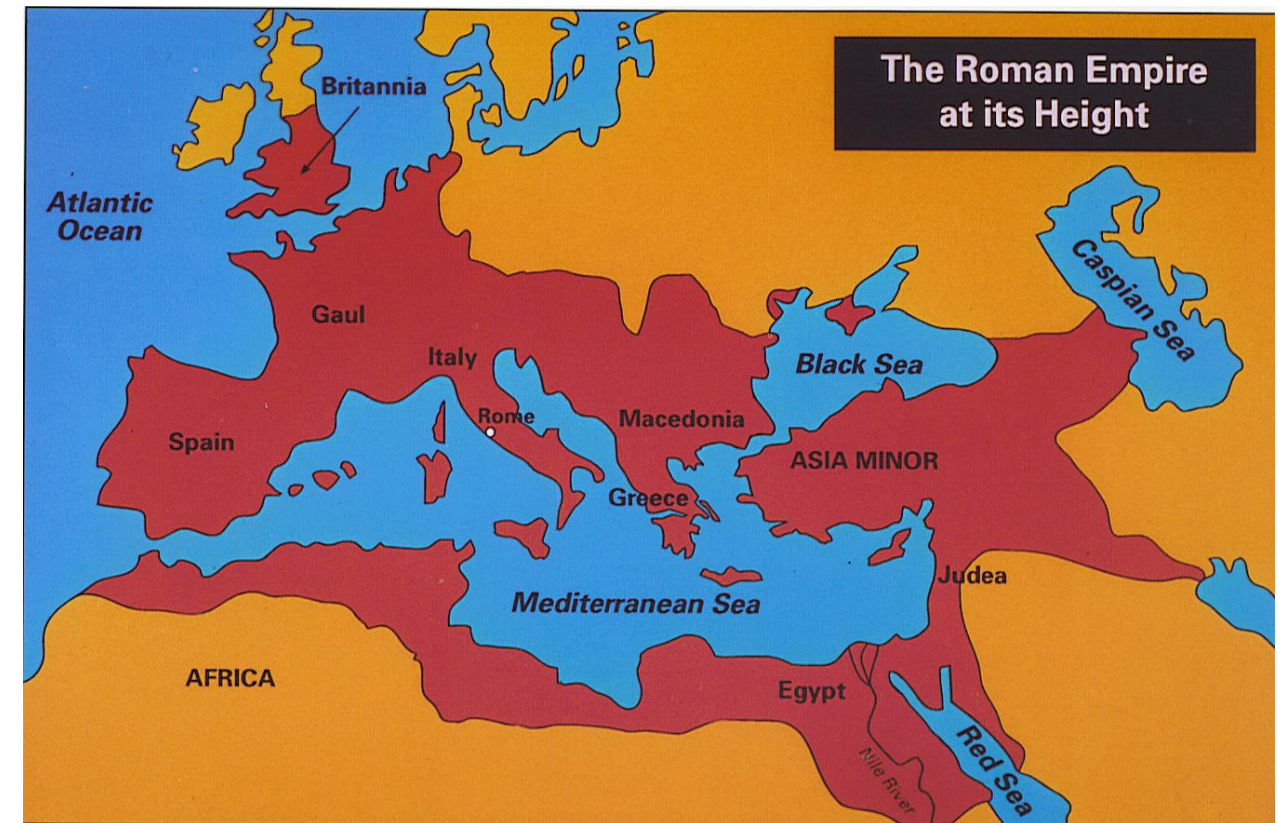 The Roman Empire
at its Height
Britannia
Atlantic
Ocean
Caspian Sea
Gaul
Italy
Black Sea
Rome
Macedonia
Spain
ASIA MINOR
Greece
Judea
Mediterranean Sea
AFRICA
Egypt
Red Sea
Nile River